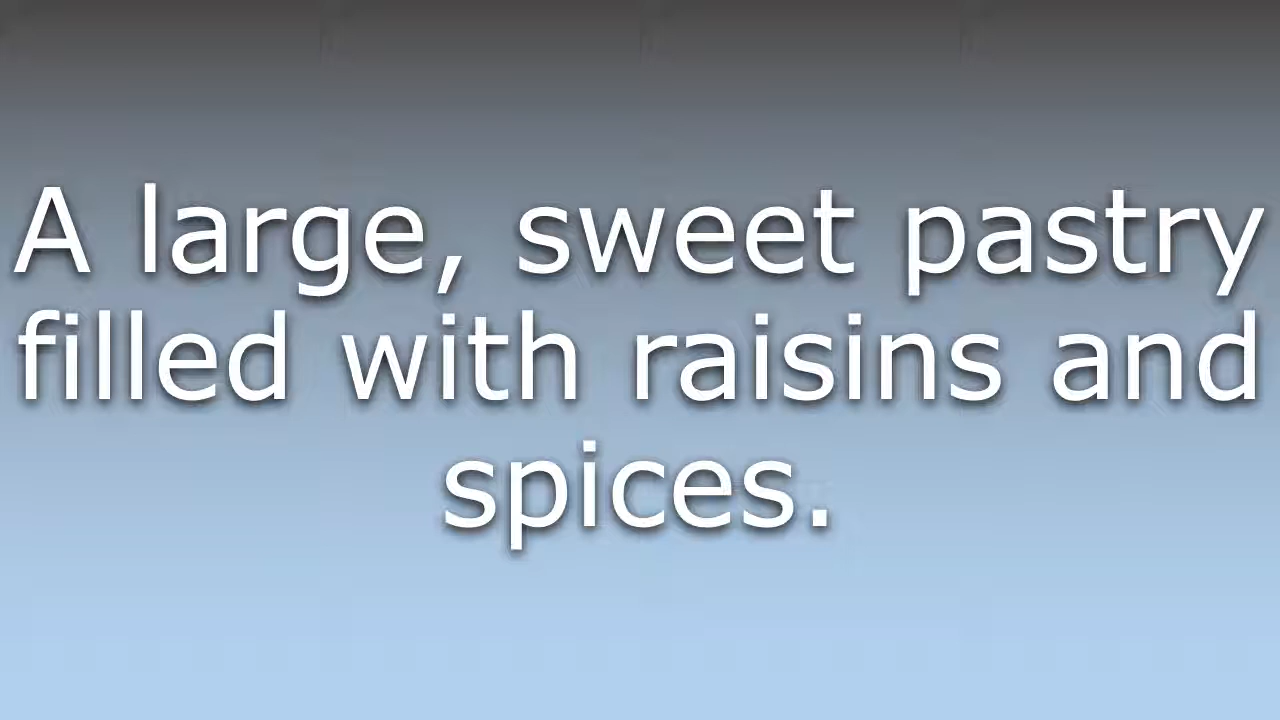 A large, sweet pastry
filled with raisins and
spices.